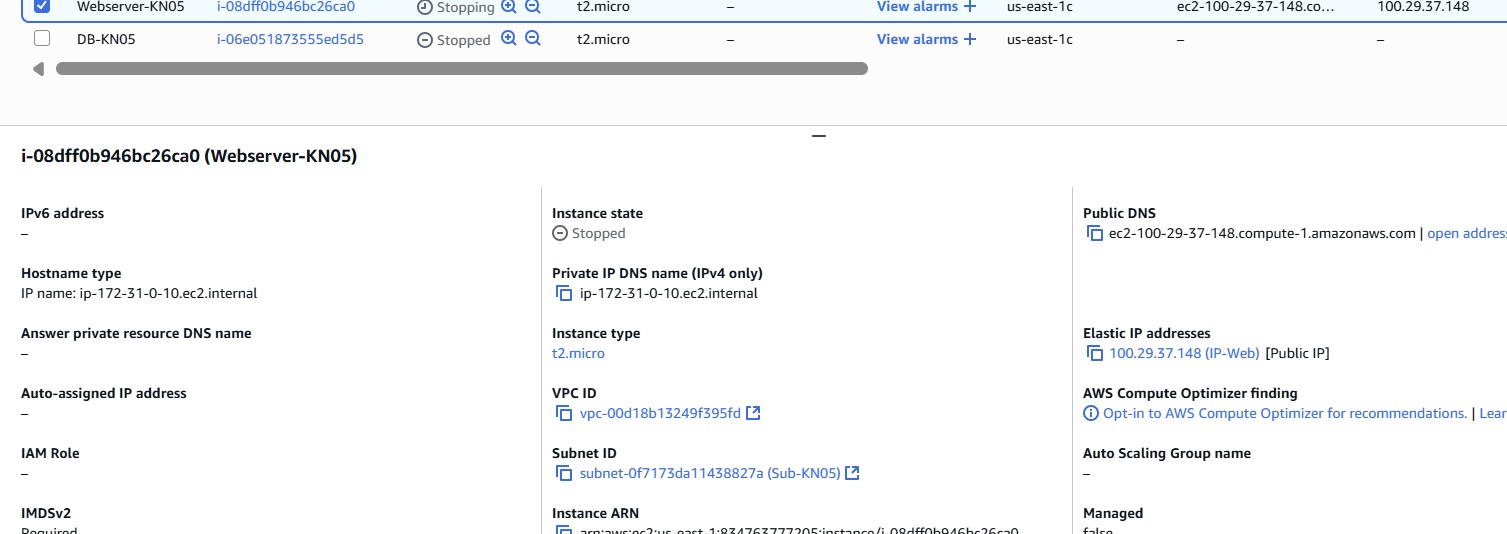 Webserver-KN05 i-08dff0b946bc26ca0 Stopping t2.micro – View alarms + us-east-1c ec2-100-29-37-148.co… 100.29.37.148
DB-KN05 i-06e051873555ed5d5 Stopped t2.micro – View alarms + us-east-1c – –
i-08dff0b946bc26ca0 (Webserver-KN05)
IPv6 address
–
Hostname type
IP name: ip-172-31-0-10.ec2.internal
Answer private resource DNS name
–
Auto-assigned IP address
–
IAM Role
–
IMDSv2
Required
Instance state
Stopped
Private IP DNS name (IPv4 only)
ip-172-31-0-10.ec2.internal
Instance type
t2.micro
VPC ID
vpc-00d18b13249f395fd
Subnet ID
subnet-0f7173da11438827a (Sub-KN05)
Instance ARN
arn:aws:ec2:us-east-1:834763777205:instance/i-08dff0b946bc26ca0
Public DNS
ec2-100-29-37-148.compute-1.amazonaws.com | open addres
Elastic IP addresses
100.29.37.148 (IP-Web) [Public IP]
AWS Compute Optimizer finding
Opt-in to AWS Compute Optimizer for recommendations. | Lear
Auto Scaling Group name
–
Managed
false